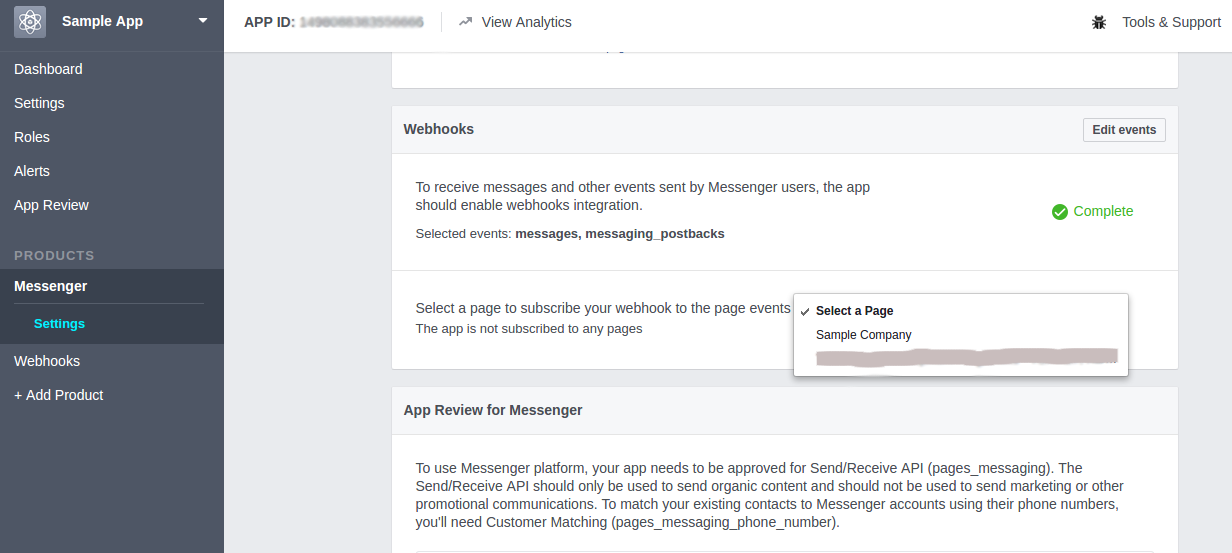 Sample App
APP ID:
View Analytics
Tools & Support
Dashboard
Settings
Roles
Alerts
App Review
PRODUCTS
Messenger
Settings
Webhooks
+ Add Product
Webhooks
Edit events
To receive messages and other events sent by Messenger users, the app
should enable webhooks integration.
Selected events: messages, messaging_postbacks
Complete
Select a page to subscribe your webhook to the page events
The app is not subscribed to any pages
Select a Page
Sample Company
App Review for Messenger
To use Messenger platform, your app needs to be approved for Send/Receive API (pages_messaging). The
Send/Receive API should only be used to send organic content and should not be used to send marketing or other
promotional communications. To match your existing contacts to Messenger accounts using their phone numbers,
you'll need Customer Matching (pages_messaging_phone_number).